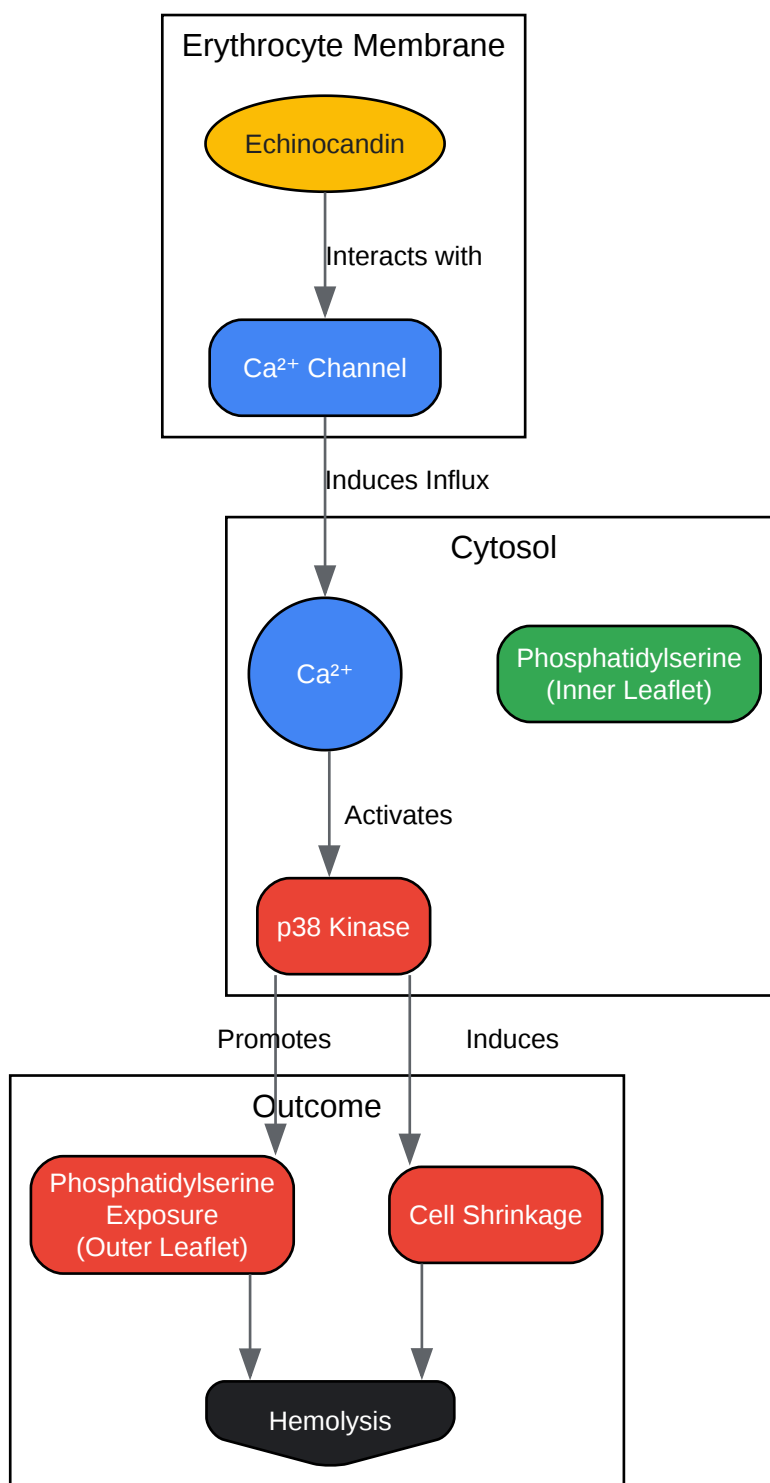 Erythrocyte Membrane
Echinocandin
Interacts with
Ca²⁺ Channel
Induces Influx
Cytosol
Ca²⁺
Phosphatidylserine
(Inner Leaflet)
Activates
p38 Kinase
Promotes
Induces
Outcome
Phosphatidylserine
Exposure
(Outer Leaflet)
Cell Shrinkage
Hemolysis